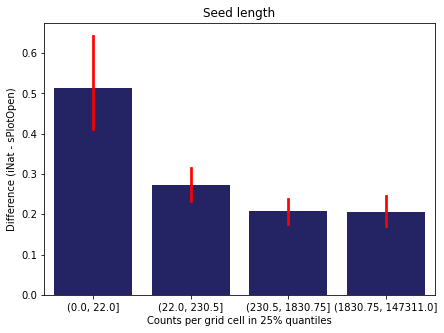 Seed length
Difference (iNat - sPlotOpen)
0.6
0.5
0.4
0.3
0.2
0.1
0.0
(0.0, 22.0] (22.0, 230.5] (230.5, 1830.75] (1830.75, 147311.0]
Counts per grid cell in 25% quantiles